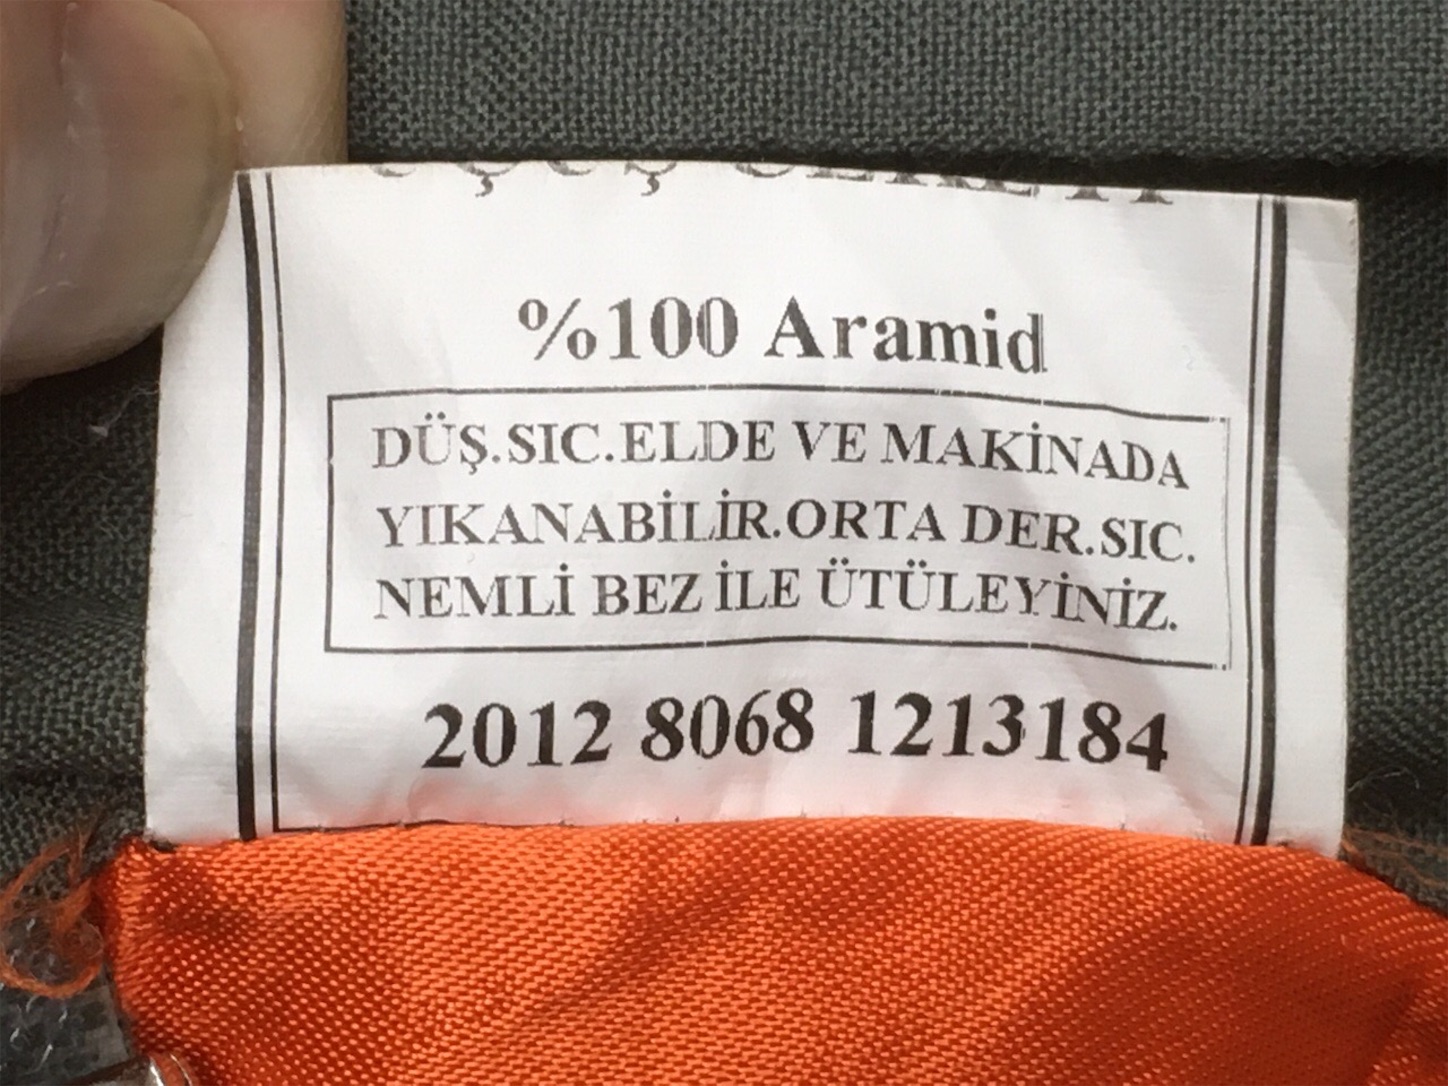 %100 Aramid
DÜŞ.SIC.ELDE VE MAKİNADA
YIKANABİLİR.ORTA DER.SIC.
NEMLİ BEZ İLE ÜTÜLEYİNİZ.
2012 8068 1213184